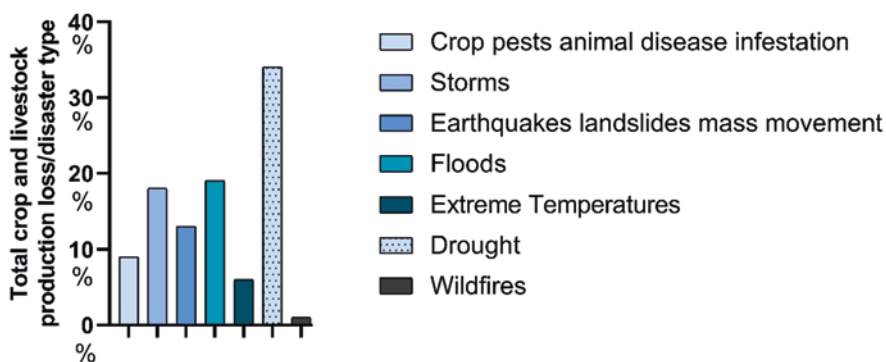 Total crop and livestock
production loss/disaster type
40
%
30
%
20
%
10
%
0
%
Crop pests animal disease infestation
Storms
Earthquakes landslides mass movement
Floods
Extreme Temperatures
Drought
Wildfires